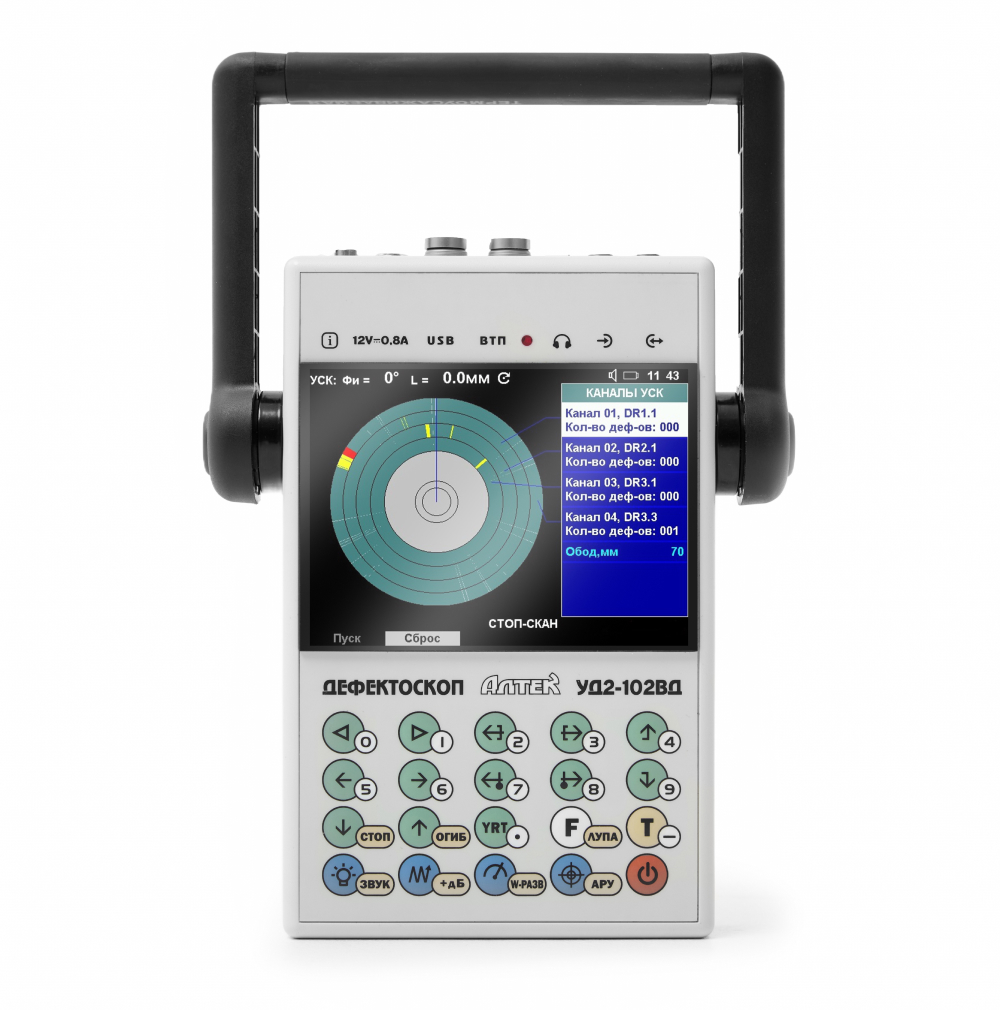 ТЕРМОУСАЖИВАЕМАЯ
i 12V=0,8A USB ВТП
УСК: Фи = 0° L = 0.0мм 11 43
КАНАЛЫ УСК
Канал 01, DR1.1
Кол-во деф-ов: 000
Канал 02, DR2.1
Кол-во деф-ов: 000
Канал 03, DR3.1
Кол-во деф-ов: 000
Канал 04, DR3.3
Кол-во деф-ов: 001
Обод,мм 70
СТОП-СКАН
Пуск Сброс
ДЕФЕКТОСКОП АЛТЕК УД2-102ВД
0 1 2 3 4
5 6 7 8 9
СТОП ОГИБ YRT • F ЛУПА T –
ЗВУК +дБ W-РАЗВ АРУ